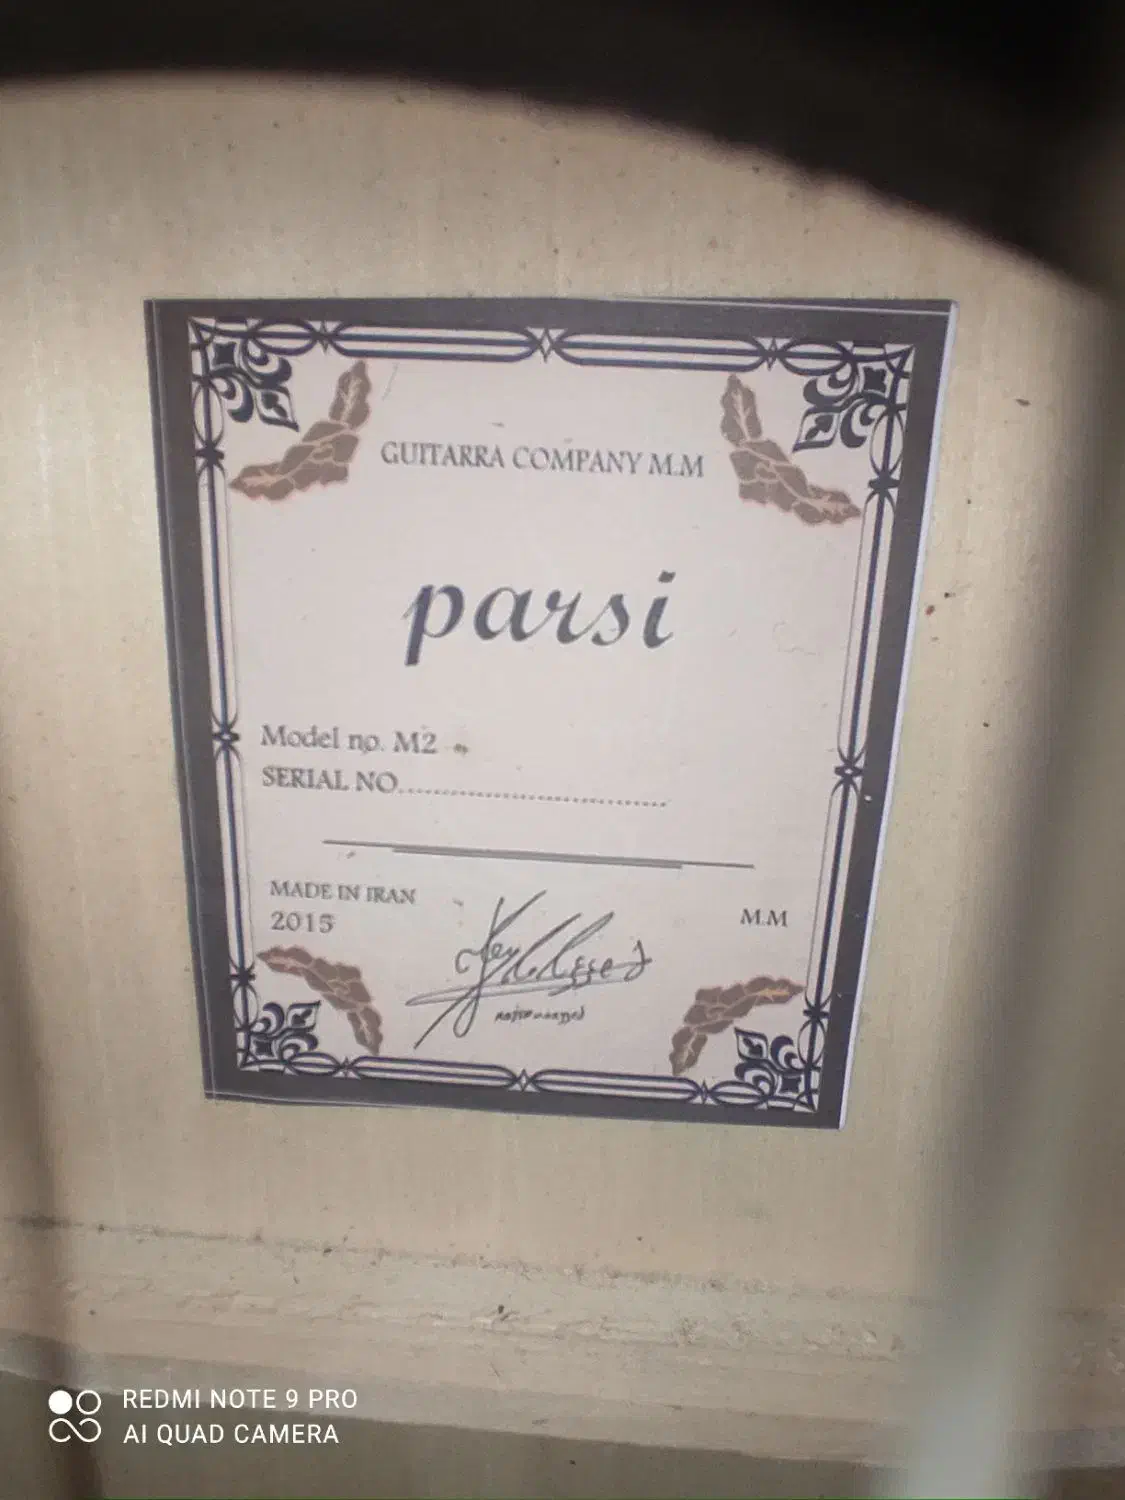 GUITARRA COMPANY M.M
parsi
Model no. M2
SERIAL NO..........................................
MADE IN IRAN
2015
M.M
REDMI NOTE 9 PRO
AI QUAD CAMERA